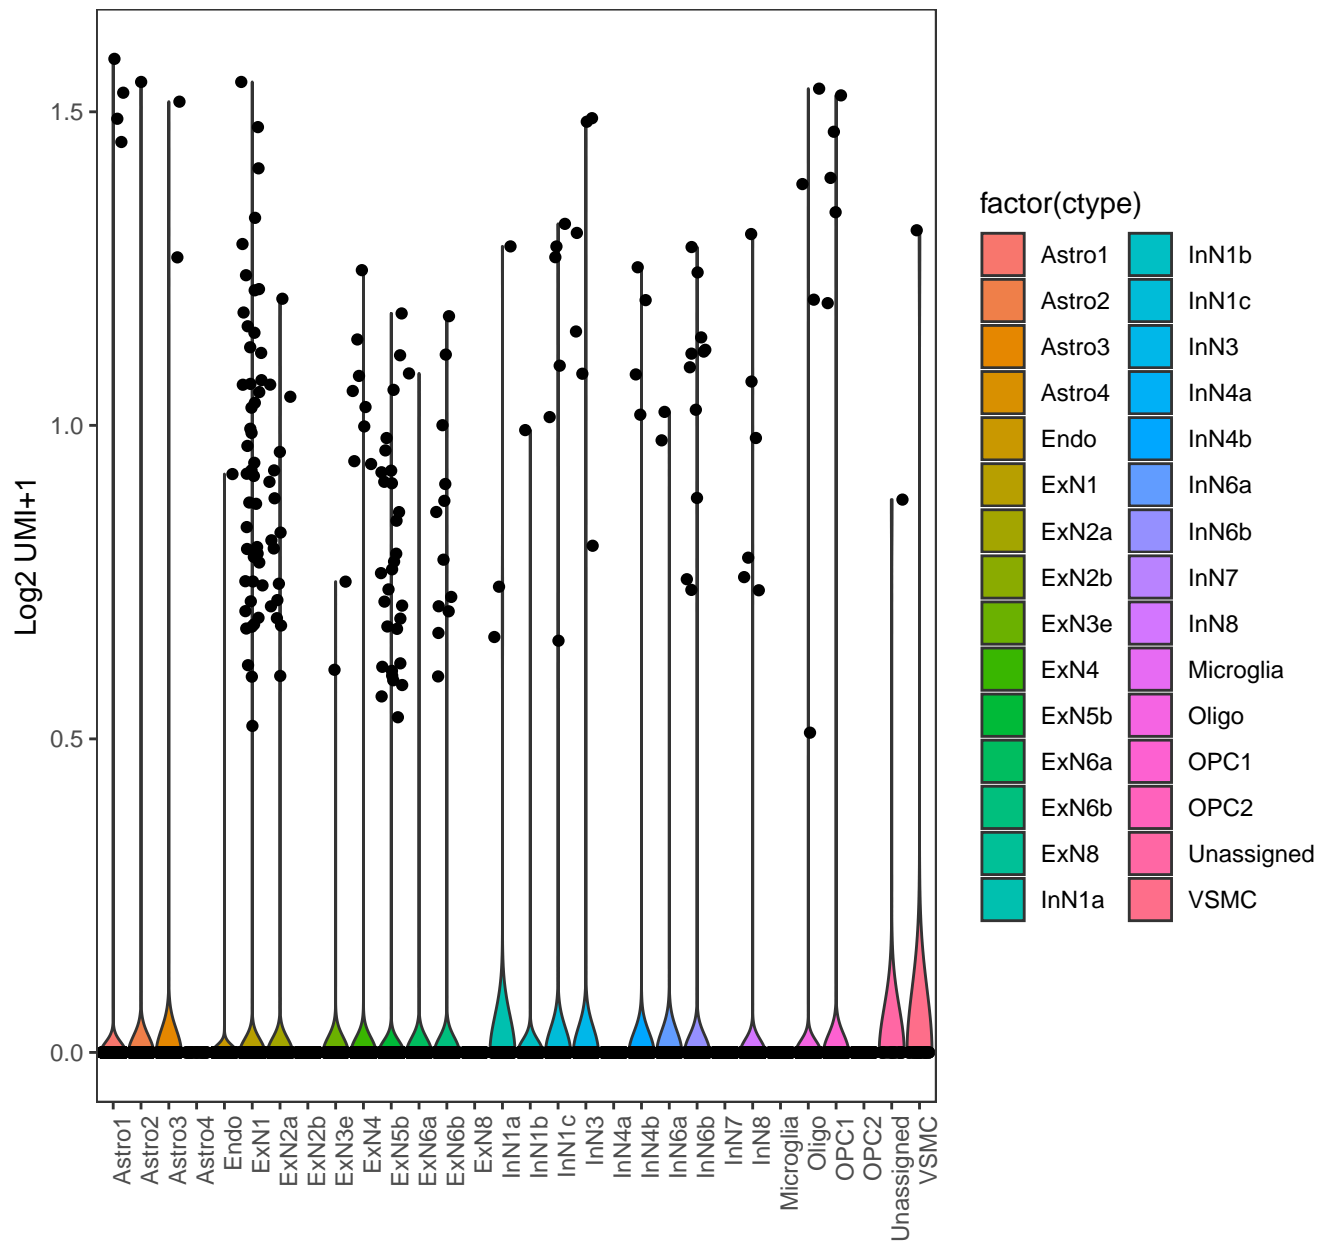 Log2 UMI+1
1.5
1.0
0.5
0.0
Astro1
Astro2
Astro3
Astro4
Endo
ExN1
ExN2a
ExN2b
ExN3e
ExN4
ExN5b
ExN6a
ExN6b
ExN8
InN1a
InN1b
InN1c
InN3
InN4a
InN4b
InN6a
InN6b
InN7
InN8
Microglia
Oligo
OPC1
OPC2
Unassigned
VSMC
factor(ctype)
Astro1
Astro2
Astro3
Astro4
Endo
ExN1
ExN2a
ExN2b
ExN3e
ExN4
ExN5b
ExN6a
ExN6b
ExN8
InN1a
InN1b
InN1c
InN3
InN4a
InN4b
InN6a
InN6b
InN7
InN8
Microglia
Oligo
OPC1
OPC2
Unassigned
VSMC